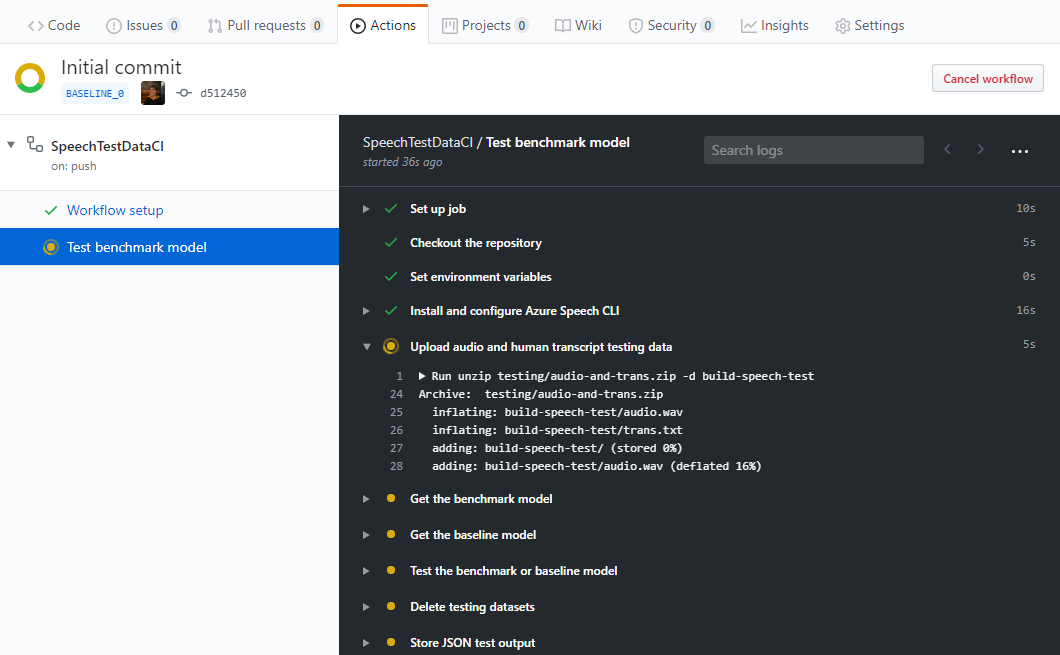 Code Issues 0 Pull requests 0 Actions Projects 0 Wiki Security 0 Insights Settings
Initial commit
BASELINE_0 d512450
Cancel workflow
SpeechTestDataCI
on: push
Workflow setup
Test benchmark model
SpeechTestDataCI / Test benchmark model
started 36s ago
Search logs
Set up job 10s
Checkout the repository 5s
Set environment variables 0s
Install and configure Azure Speech CLI 16s
Upload audio and human transcript testing data 5s
1 Run unzip testing/audio-and-trans.zip -d build-speech-test
24 Archive: testing/audio-and-trans.zip
25 inflating: build-speech-test/audio.wav
26 inflating: build-speech-test/trans.txt
27 adding: build-speech-test/ (stored 0%)
28 adding: build-speech-test/audio.wav (deflated 16%)
Get the benchmark model
Get the baseline model
Test the benchmark or baseline model
Delete testing datasets
Store JSON test output